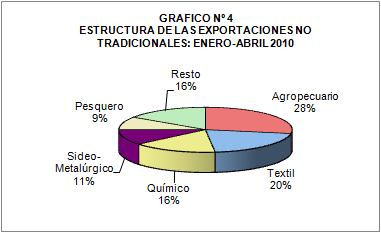 GRAFICO Nº 4
ESTRUCTURA DE LAS EXPORTACIONES NO
TRADICIONALES: ENERO-ABRIL 2010
Resto
16%
Agropecuario
28%
Pesquero
9%
Sideo-
Metalúrgico
11%
Químico
16%
Textil
20%